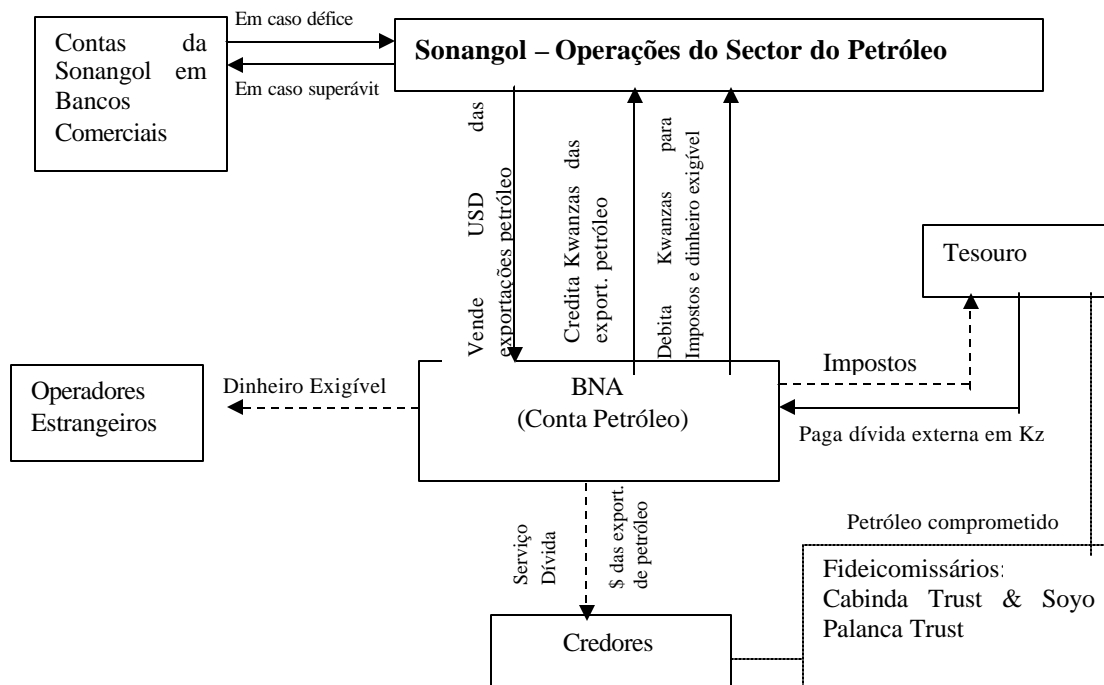 Em caso défice
Contas da
Sonangol em
Bancos
Comerciais
Sonangol – Operações do Sector do Petróleo
Em caso superávit
Vende USD das
exportações petróleo
Credita Kwanzas das
export. petróleo
Debita Kwanzas para
Impostos e dinheiro exigível
Tesouro
Operadores
Estrangeiros
Dinheiro Exigível
BNA
(Conta Petróleo)
Impostos
Paga dívida externa em Kz
Serviço
Dívida
$ das export.
de petróleo
Petróleo comprometido
Fideicomissários:
Cabinda Trust & Soyo
Palanca Trust
Credores